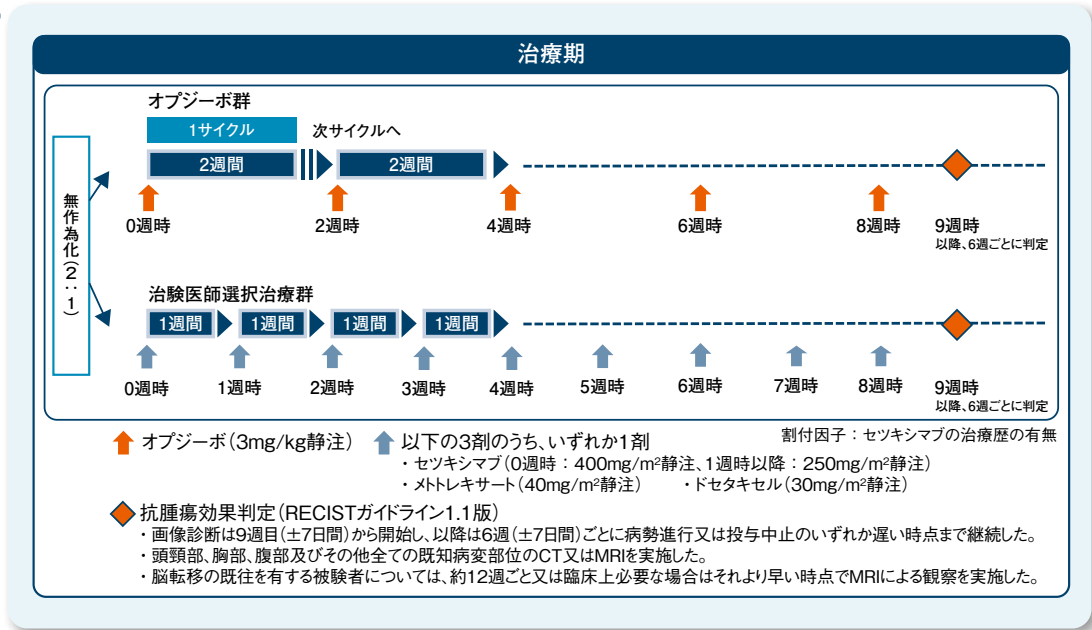 治療期
オプジーボ群
1サイクル
次サイクルへ
2週間
2週間
0週時
2週時
4週時
6週時
8週時
9週時
以降、6週ごとに判定
無作為化(2:1)
治験医師選択治療群
1週間
1週間
1週間
1週間
0週時
1週時
2週時
3週時
4週時
5週時
6週時
7週時
8週時
9週時
以降、6週ごとに判定
オプジーボ(3mg/kg静注)
以下の3剤のうち、いずれか1剤
割付因子:セツキシマブの治療歴の有無
・セツキシマブ(0週時:400mg/m²静注、1週時以降:250mg/m²静注)
・メトトレキサート(40mg/m²静注)
・ドセタキセル(30mg/m²静注)
抗腫瘍効果判定(RECISTガイドライン1.1版)
・画像診断は9週目(±7日間)から開始し、以降は6週(±7日間)ごとに病勢進行又は投与中止のいずれか遅い時点まで継続した。
・頭頸部、胸部、腹部及びその他全ての既知病変部位のCT又はMRIを実施した。
・脳転移の既往を有する被験者については、約12週ごと又は臨床上必要な場合はそれより早い時点でMRIによる観察を実施した。